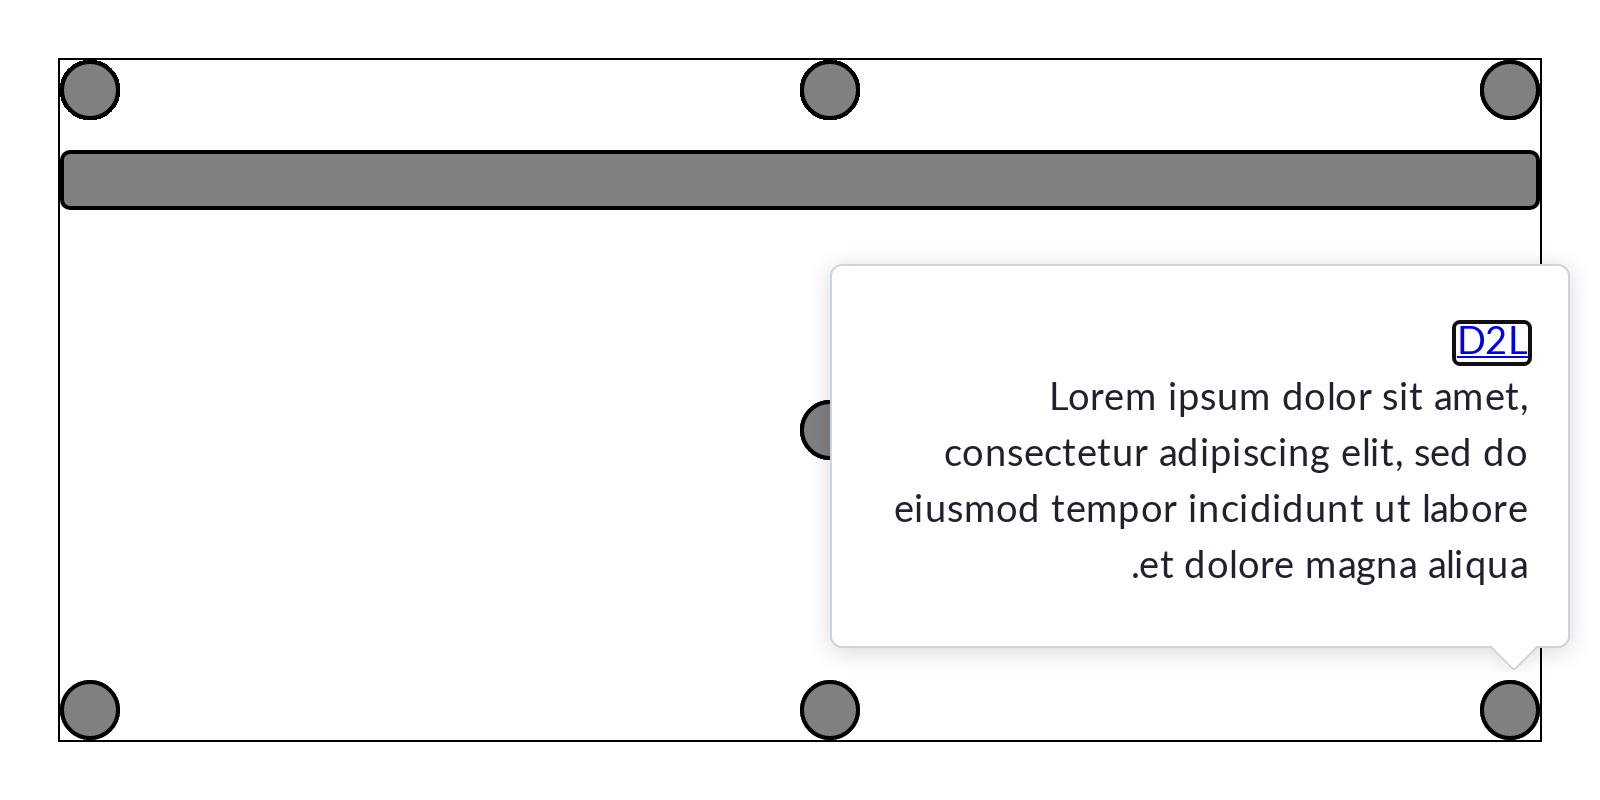 D2L
Lorem ipsum dolor sit amet,
consectetur adipiscing elit, sed do
eiusmod tempor incididunt ut labore
.et dolore magna aliqua